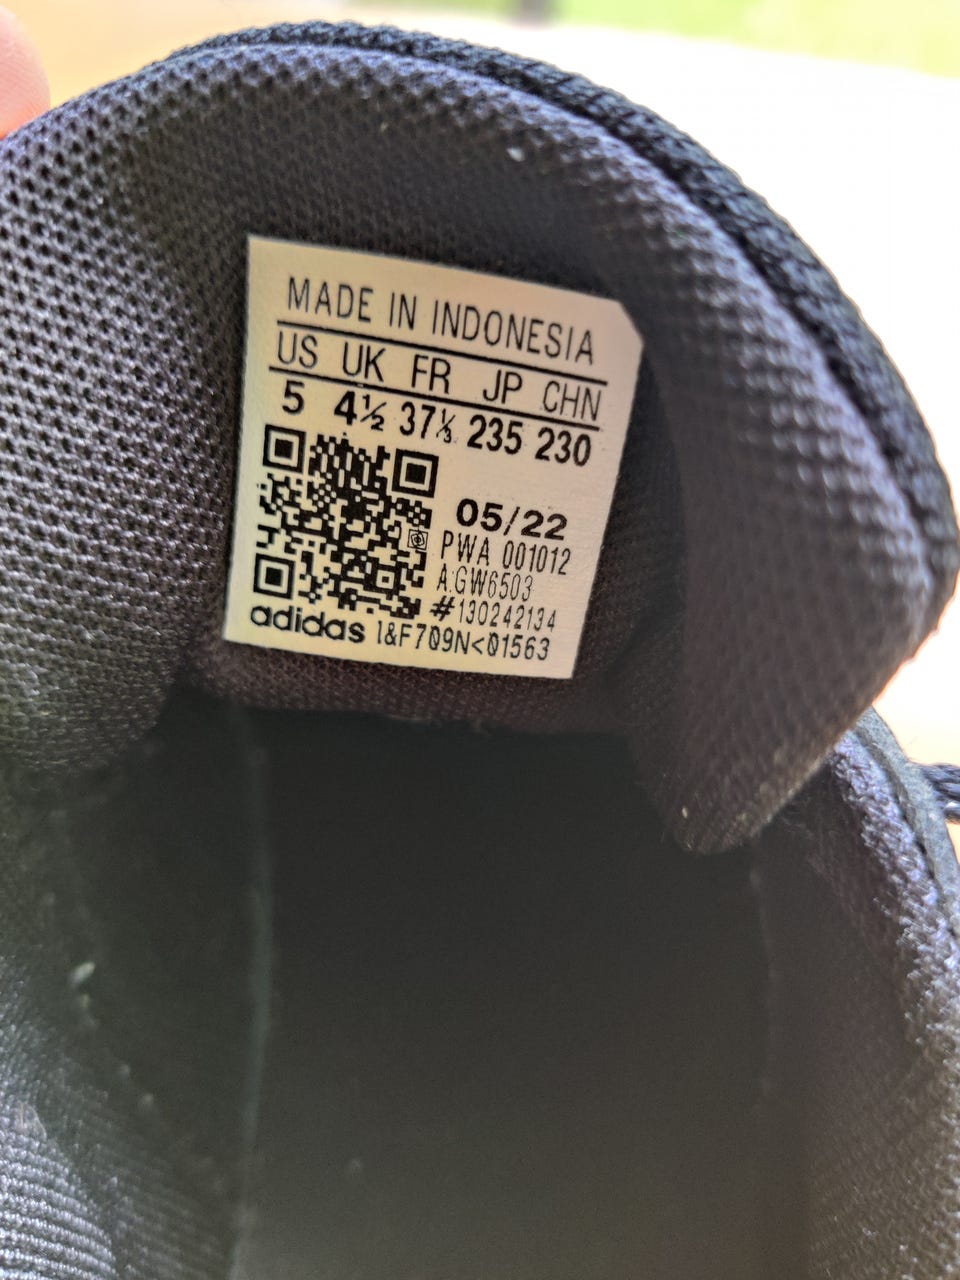 MADE IN INDONESIA
US UK FR JP CHN
5 4½ 37⅓ 235 230
05/22
PWA 001012
A:GW6503
#130242134
adidas 1&F709N<01563